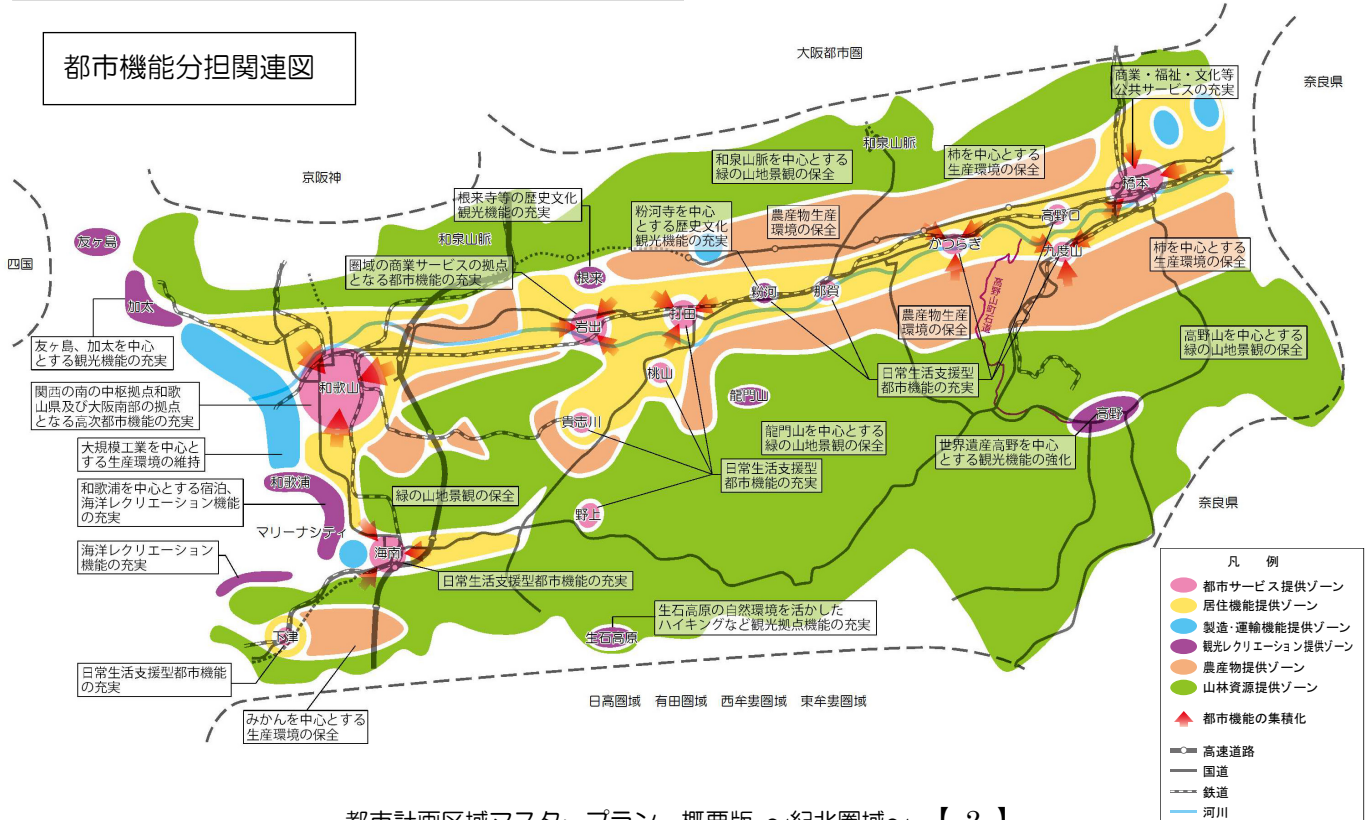 都市機能分担関連図
大阪都市圏
奈良県
商業・福祉・文化等
公共サービスの充実
京阪神
四国
和泉山脈
和泉山脈を中心とする
緑の山地景観の保全
柿を中心とする
生産環境の保全
橋本
根来寺等の歴史文化
観光機能の充実
粉河寺を中心
とする歴史文化
観光機能の充実
農産物生産
環境の保全
高野口
友ヶ島
和泉山脈
かつらぎ
九度山
柿を中心とする
生産環境の保全
圏域の商業サービスの拠点
となる都市機能の充実
根来
加太
粉河
那賀
高野山町石道
岩出
打田
農産物生産
環境の保全
高野山を中心とする
緑の山地景観の保全
友ヶ島、加太を中心
とする観光機能の充実
和歌山
桃山
日常生活支援型
都市機能の充実
関西の南の中枢拠点和歌
山県及び大阪南部の拠点
となる高次都市機能の充実
龍門山
高野
貴志川
大規模工業を中心と
する生産環境の維持
龍門山を中心とする
緑の山地景観の保全
世界遺産高野を中心
とする観光機能の強化
日常生活支援型
都市機能の充実
和歌浦
和歌浦を中心とする宿泊、
海洋レクリエーション機能
の充実
緑の山地景観の保全
奈良県
野上
マリーナシティ
海南
海洋レクリエーション
機能の充実
日常生活支援型都市機能の充実
生石高原の自然環境を活かした
ハイキングなど観光拠点機能の充実
下津
生石高原
日常生活支援型都市機能
の充実
日高圏域 有田圏域 西牟婁圏域 東牟婁圏域
みかんを中心とする
生産環境の保全
凡 例
都市サービス提供ゾーン
居住機能提供ゾーン
製造・運輸機能提供ゾーン
観光レクリエーション提供ゾーン
農産物提供ゾーン
山林資源提供ゾーン
都市機能の集積化
高速道路
国道
鉄道
河川